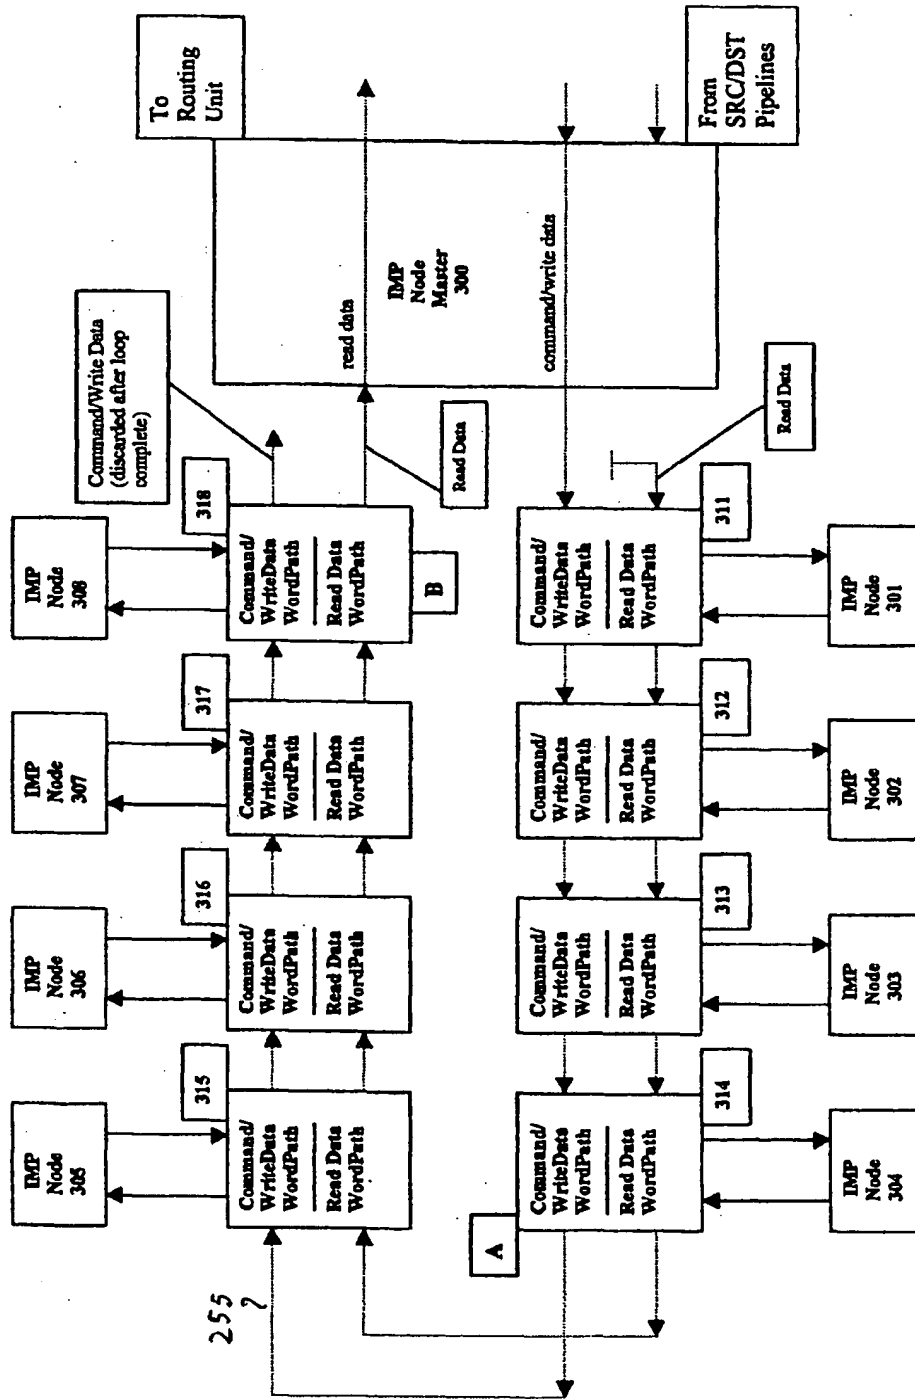 IMP
Node
305
IMP
Node
306
IMP
Node
307
IMP
Node
308
Command/Write Data
(discarded after loop
complete)
To
Routing
Unit
255
315
Command/
WriteData
WordPath
Read Data
WordPath
316
Command/
WriteData
WordPath
Read Data
WordPath
317
Command/
WriteData
WordPath
Read Data
WordPath
318
Command/
WriteData
WordPath
Read Data
WordPath
B
Read Data
read data
IMP
Node
Master
300
command/write data
A
Command/
WriteData
WordPath
Read Data
WordPath
314
Command/
WriteData
WordPath
Read Data
WordPath
313
Command/
WriteData
WordPath
Read Data
WordPath
312
Command/
WriteData
WordPath
Read Data
WordPath
311
Read Data
From
SRC/DST
Pipelines
IMP
Node
304
IMP
Node
303
IMP
Node
302
IMP
Node
301